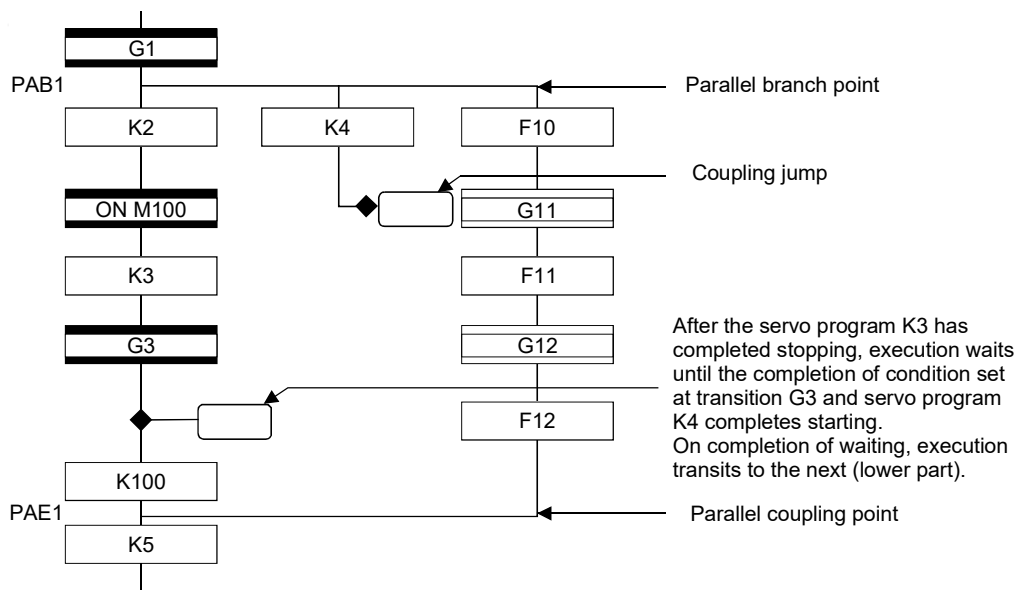 G1
PAB1
Parallel branch point
K2
K4
F10
Coupling jump
ON M100
G11
K3
F11
G3
G12
After the servo program K3 has
completed stopping, execution waits
until the completion of condition set
at transition G3 and servo program
K4 completes starting.
On completion of waiting, execution
transits to the next (lower part).
F12
K100
PAE1
Parallel coupling point
K5